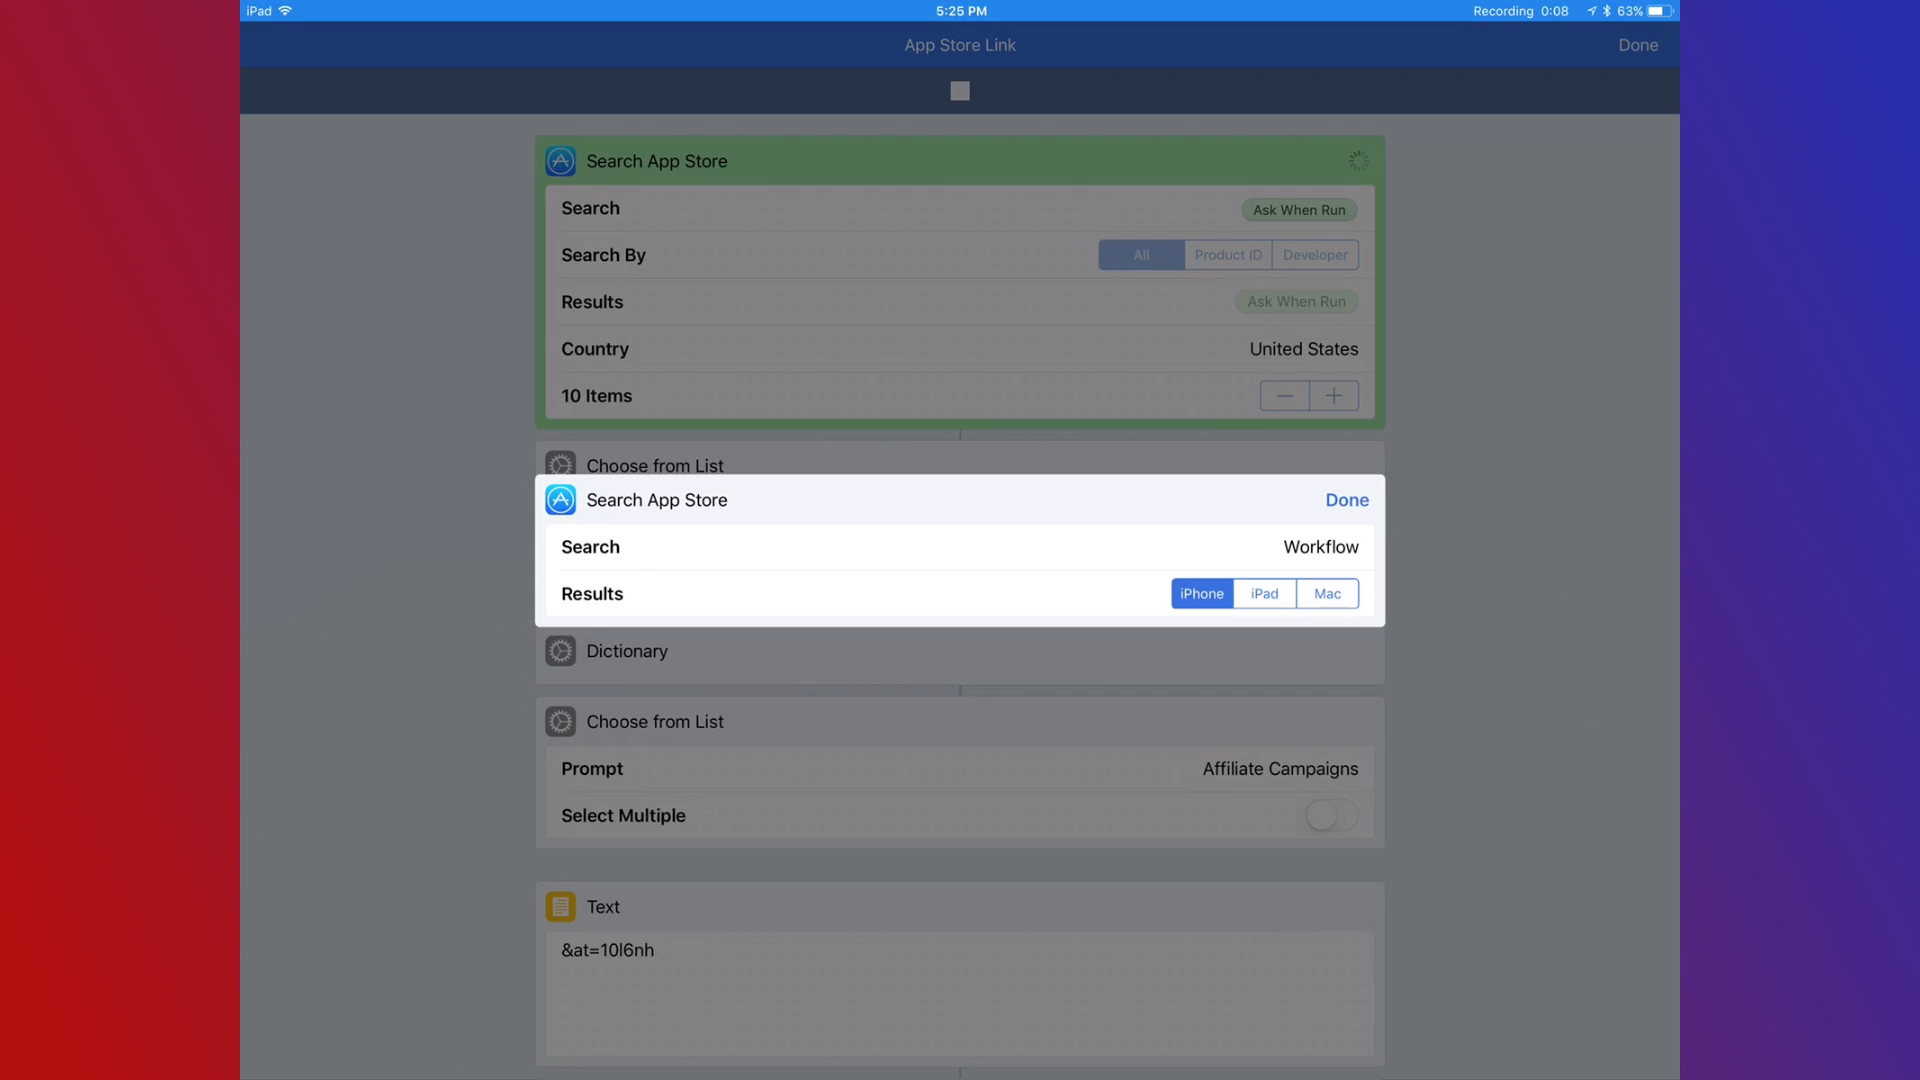 iPad 5:25 PM Recording 0:08 63%
App Store Link Done
Search App Store
Search Ask When Run
Search By All Product ID Developer
Results Ask When Run
Country United States
10 Items
Choose from List
Search App Store Done
Search Workflow
Results iPhone iPad Mac
Dictionary
Choose from List
Prompt Affiliate Campaigns
Select Multiple
Text
&at=10l6nh